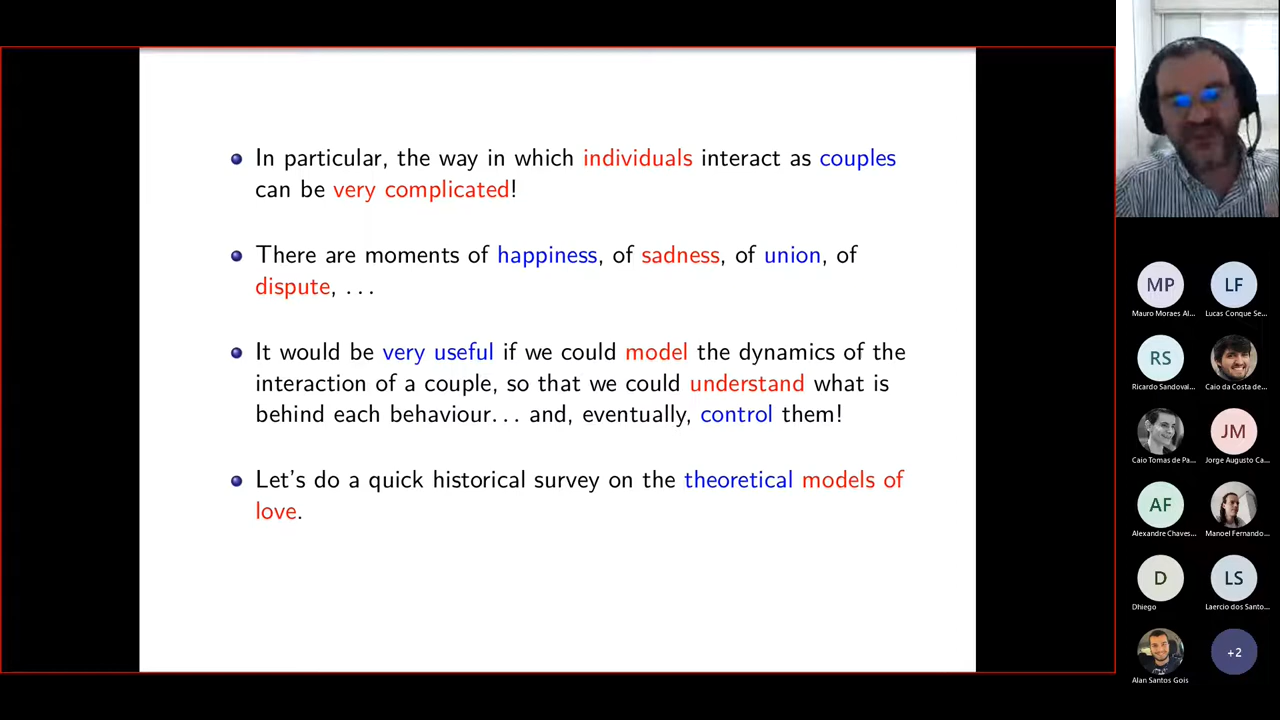 In particular, the way in which individuals interact as couples
can be very complicated!
There are moments of happiness, of sadness, of union, of
dispute, ...
It would be very useful if we could model the dynamics of the
interaction of a couple, so that we could understand what is
behind each behaviour... and, eventually, control them!
Let's do a quick historical survey on the theoretical models of
love.
MP
LF
Mauro Moraes Al...
Lucas Conque Se...
RS
Ricardo Sandoval...
Caio da Costa de...
JM
Caio Tomas de Pa...
Jorge Augusto Ca...
AF
Alexandre Chaves...
Manoel Fernando...
D
LS
Dhiego
Laercio dos Santo...
+2
Alan Santos Gois